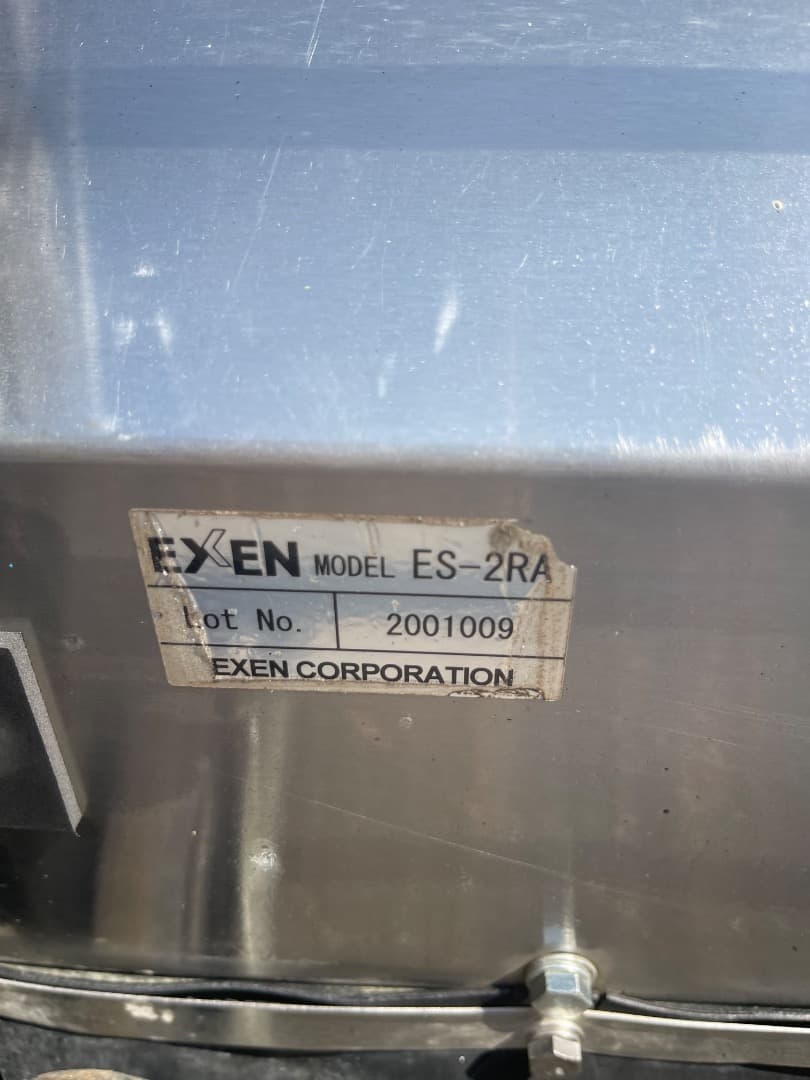 EXEN MODEL ES-2RA
Lot No. 2001009
EXEN CORPORATION